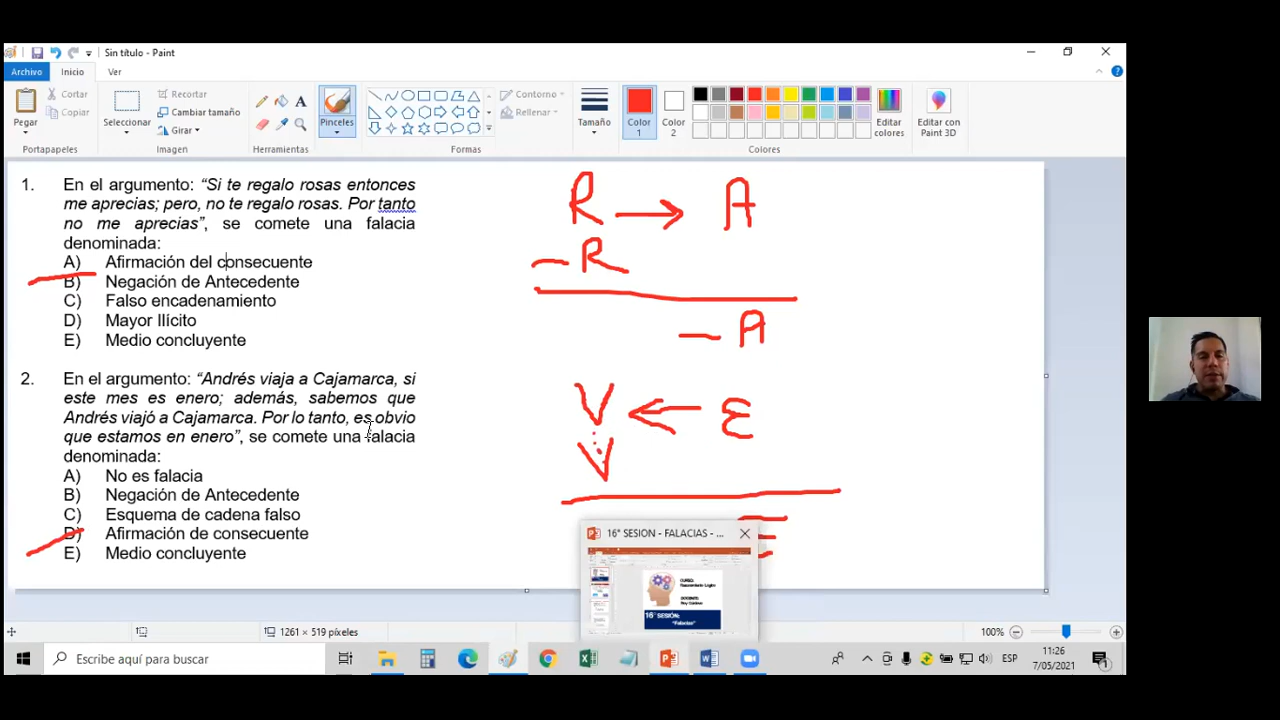 Sin título - Paint
Archivo
Inicio
Ver
Pegar
Cortar
Copiar
Portapapeles
Seleccionar
Recortar
Cambiar tamaño
Girar
Imagen
Herramientas
Pinceles
Formas
Contorno
Rellenar
Tamaño
Color
1
Color
2
Colores
Editar
colores
Editar con
Paint 3D
1. En el argumento: “Si te regalo rosas entonces
me aprecias; pero, no te regalo rosas. Por tanto
no me aprecias”, se comete una falacia
denominada:
A) Afirmación del consecuente
B) Negación de Antecedente
C) Falso encadenamiento
D) Mayor Ilícito
E) Medio concluyente
2. En el argumento: “Andrés viaja a Cajamarca, si
este mes es enero; además, sabemos que
Andrés viajó a Cajamarca. Por lo tanto, es obvio
que estamos en enero”, se comete una falacia
denominada:
A) No es falacia
B) Negación de Antecedente
C) Esquema de cadena falso
D) Afirmación de consecuente
E) Medio concluyente
R → A
- R
- A
V ← E
V
16° SESION - FALACIAS - ...
CURSO:
Razonamiento Lógico
DOCENTE:
16° SESIÓN:
“Falacias”
1261 × 519 píxeles
100%
Escribe aquí para buscar
ESP
11:26
7/05/2021
1